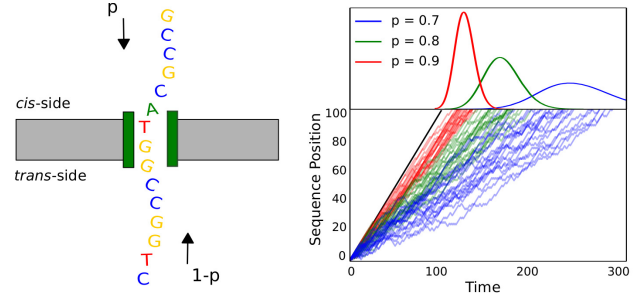 p
G
C
C
G
C
A
T
G
G
C
C
G
G
T
C
cis-side
trans-side
1-p
p = 0.7
p = 0.8
p = 0.9
Sequence Position
100
80
60
40
20
0
0
100
200
300
Time